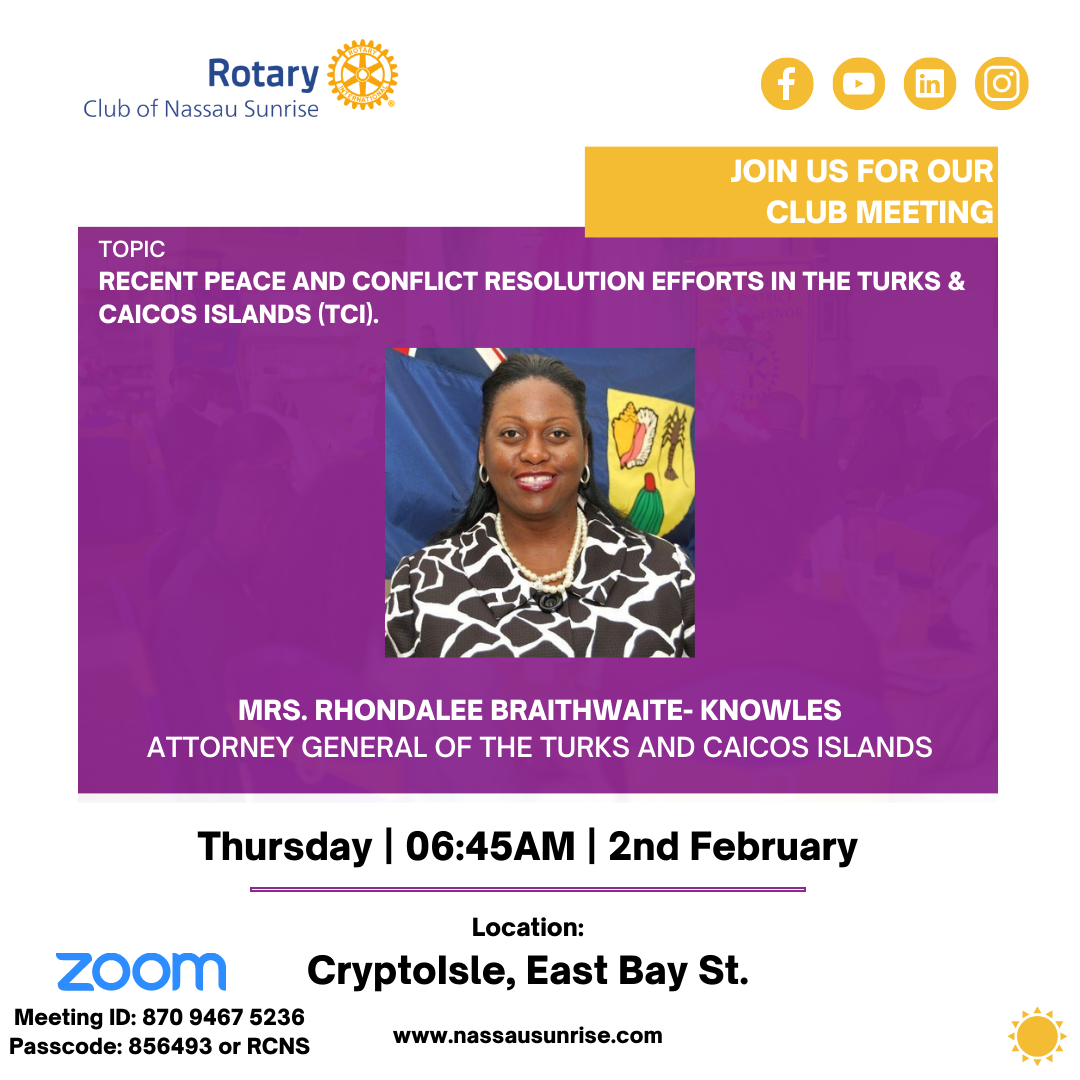 Rotary
Club of Nassau Sunrise
ROTARY
INTERNATIONAL
JOIN US FOR OUR
CLUB MEETING
TOPIC
RECENT PEACE AND CONFLICT RESOLUTION EFFORTS IN THE TURKS &
CAICOS ISLANDS (TCI).
MRS. RHONDALEE BRAITHWAITE- KNOWLES
ATTORNEY GENERAL OF THE TURKS AND CAICOS ISLANDS
Thursday | 06:45AM | 2nd February
Location:
CryptoIsle, East Bay St.
zoom
Meeting ID: 870 9467 5236
Passcode: 856493 or RCNS
www.nassausunrise.com